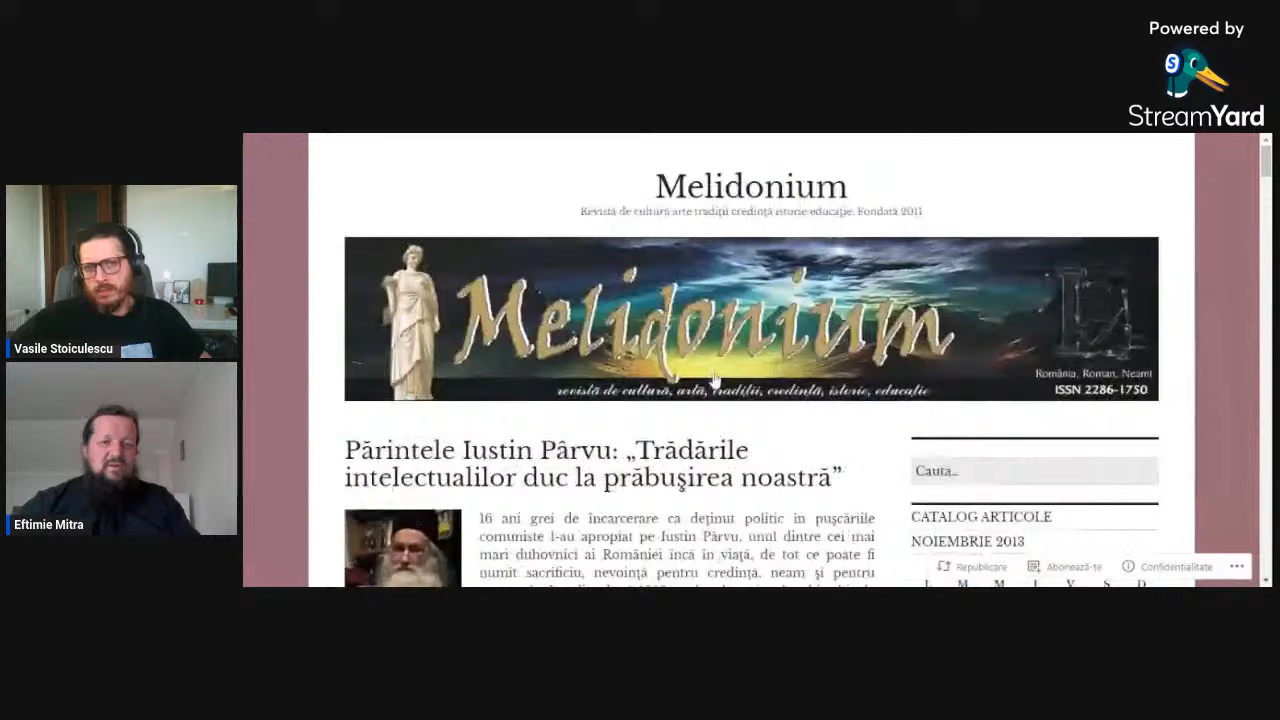 Powered by
StreamYard
Vasile Stoiculescu
Eftimie Mitra
Melidonium
Revistă de cultură arte tradiții credință istorie educație. Fondată 2011
Melidonium
revistă de cultură, artă, tradiții, credință, istorie, educație
România, Roman, Neamț
ISSN 2286-1750
Părintele Iustin Pârvu: „Trădările
intelectualilor duc la prăbuşirea noastră”
16 ani grei de încarcerare ca deţinut politic în puşcăriile
comuniste l-au apropiat pe Iustin Pârvu, unul dintre cei mai
mari duhovnici ai României încă în viaţă, de tot ce poate fi
numit sacrificiu, nevoinţă pentru credinţă, neam şi pentru
Cauta...
CATALOG ARTICOLE
NOIEMBRIE 2013
L M M J V S D
Republicare
Abonează-te
Confidențialitate